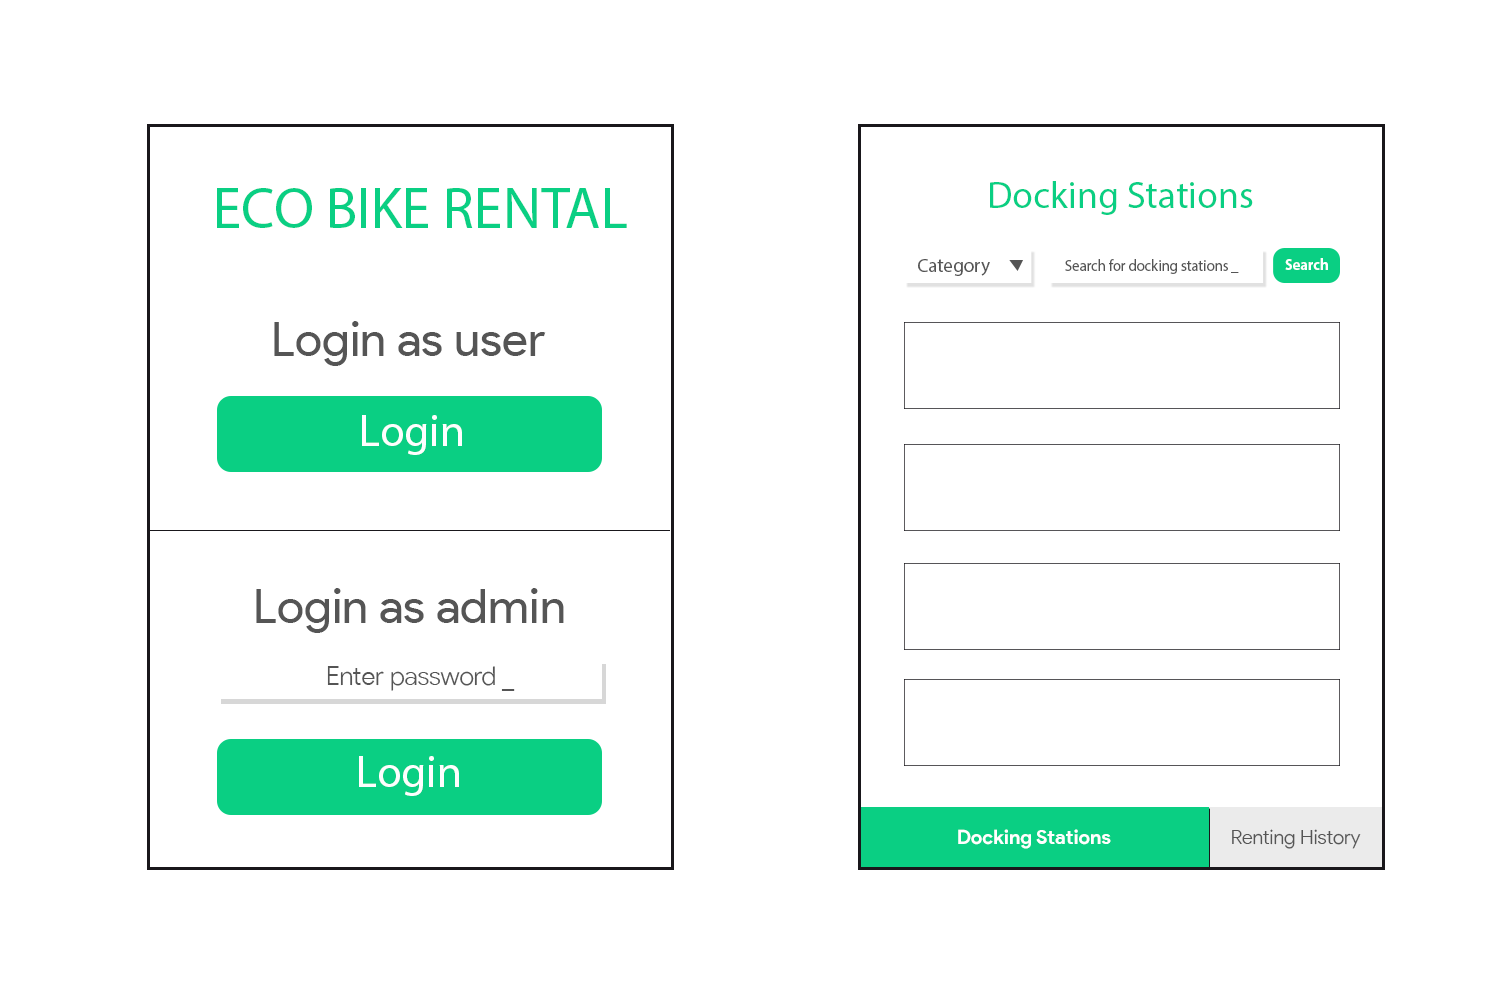 ECO BIKE RENTAL
Login as user
Login
Login as admin
Enter password _
Login
Docking Stations
Category ▼
Search for docking stations _
Search
Docking Stations
Renting History